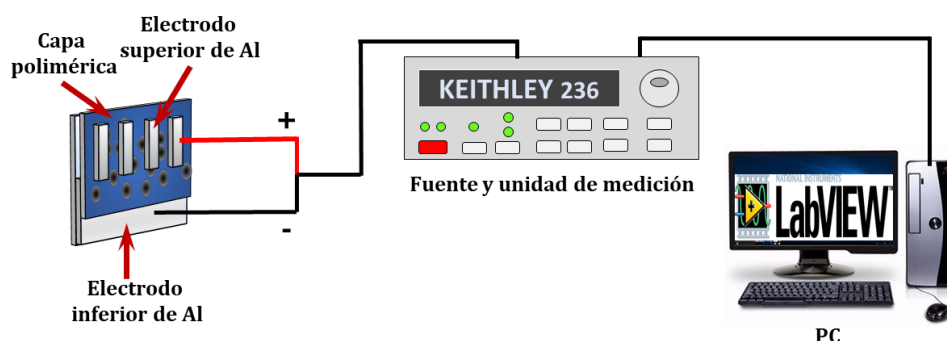 Capa
polimérica
Electrodo
superior de Al
+
-
Electrodo
inferior de Al
KEITHLEY 236
Fuente y unidad de medición
NATIONAL INSTRUMENTS
LabVIEW
PC